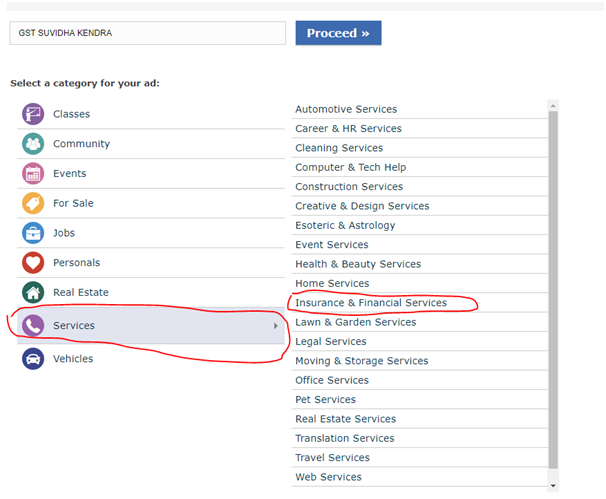 GST SUVIDHA KENDRA
Proceed »
Select a category for your ad:
Classes
Community
Events
For Sale
Jobs
Personals
Real Estate
Services
Vehicles
Automotive Services
Career & HR Services
Cleaning Services
Computer & Tech Help
Construction Services
Creative & Design Services
Esoteric & Astrology
Event Services
Health & Beauty Services
Home Services
Insurance & Financial Services
Lawn & Garden Services
Legal Services
Moving & Storage Services
Office Services
Pet Services
Real Estate Services
Translation Services
Travel Services
Web Services